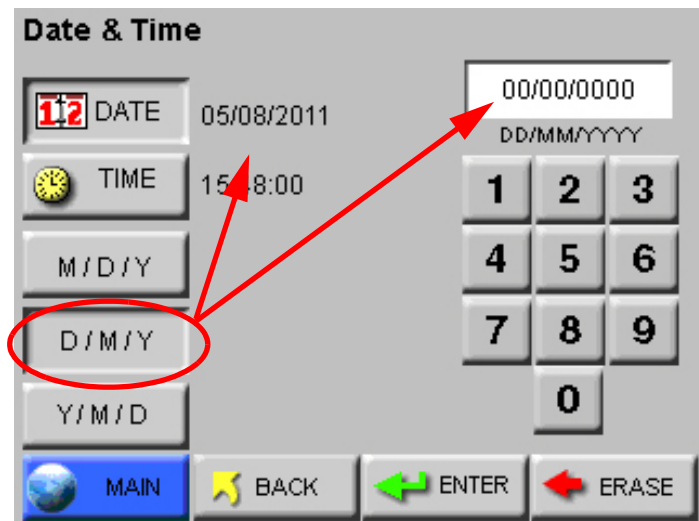 Date & Time
12 DATE
05/08/2011
00/00/0000
DD/MM/YYYY
TIME
15:48:00
1 2 3
M/D/Y
4 5 6
D/M/Y
7 8 9
Y/M/D
0
MAIN
BACK
ENTER
ERASE